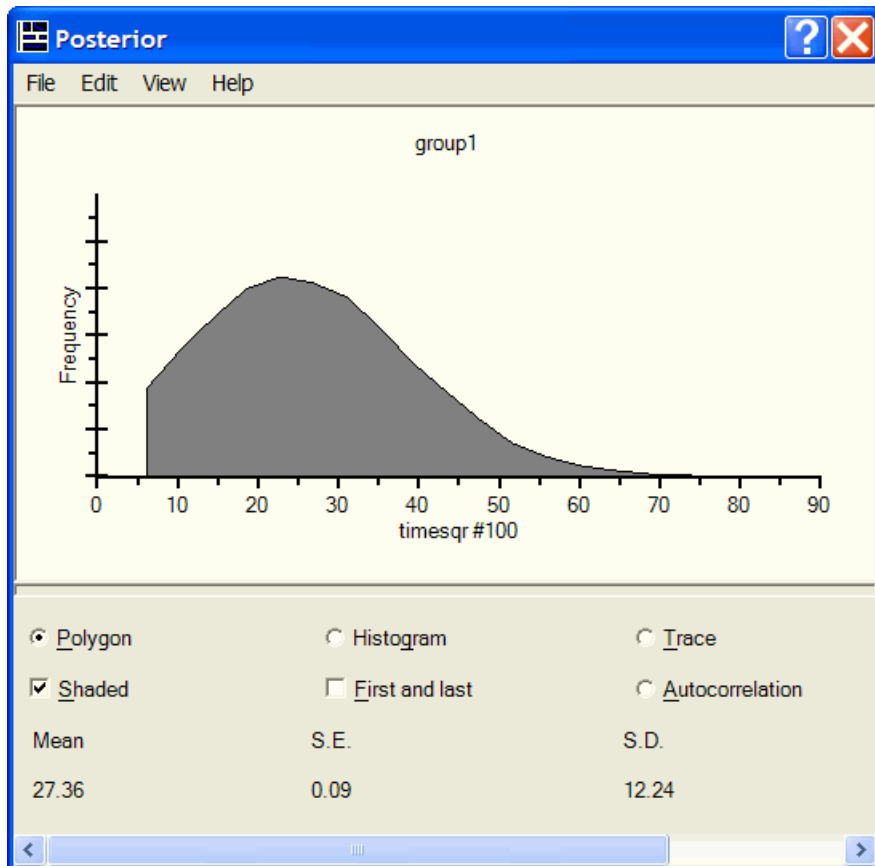 Posterior
File Edit View Help
group1
Frequency
0 10 20 30 40 50 60 70 80 90
timesqr #100
Polygon Histogram Trace
Shaded First and last Autocorrelation
Mean S.E. S.D.
27.36 0.09 12.24